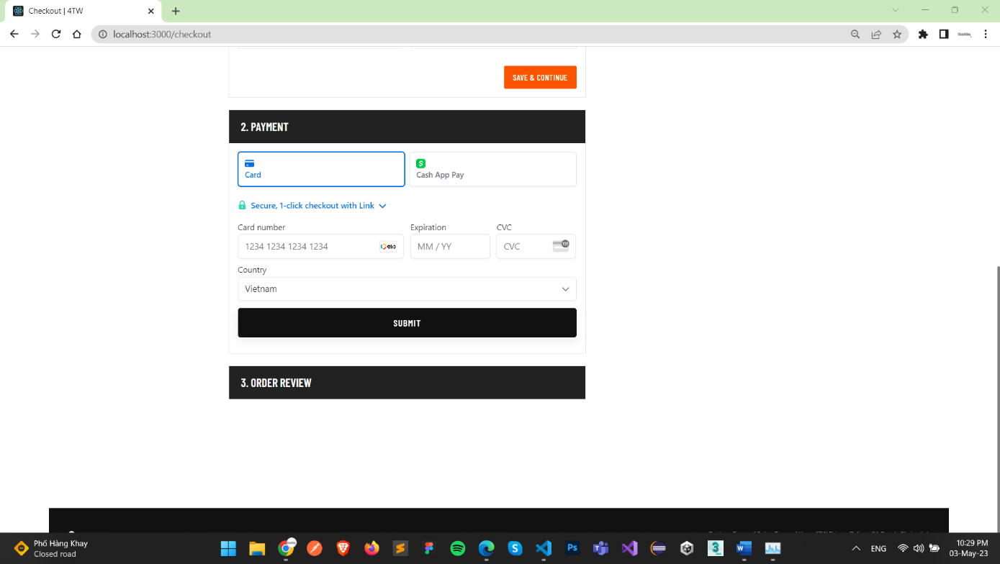 Checkout | 4TW
localhost:3000/checkout
SAVE & CONTINUE
2. PAYMENT
Card
Cash App Pay
Secure, 1-click checkout with Link
Card number
Expiration
CVC
1234 1234 1234 1234
elo
MM / YY
CVC
135
Country
Vietnam
SUBMIT
3. ORDER REVIEW
Phố Hàng Khay
Closed road
ENG
10:29 PM
03-May-23